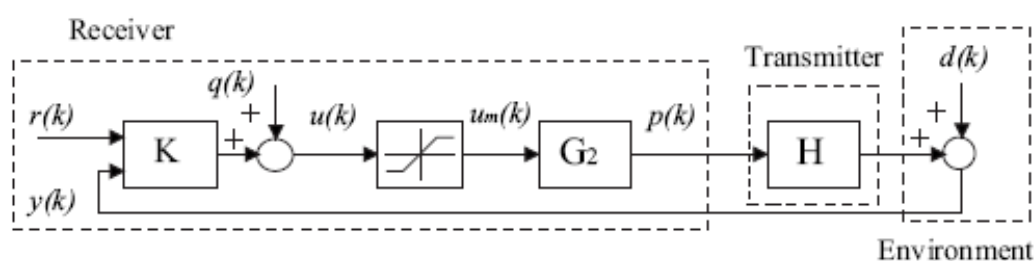 Receiver
Transmitter
d(k)
q(k)
r(k)
+
+
u(k)
um(k)
p(k)
+
+
K
G2
H
y(k)
Environment